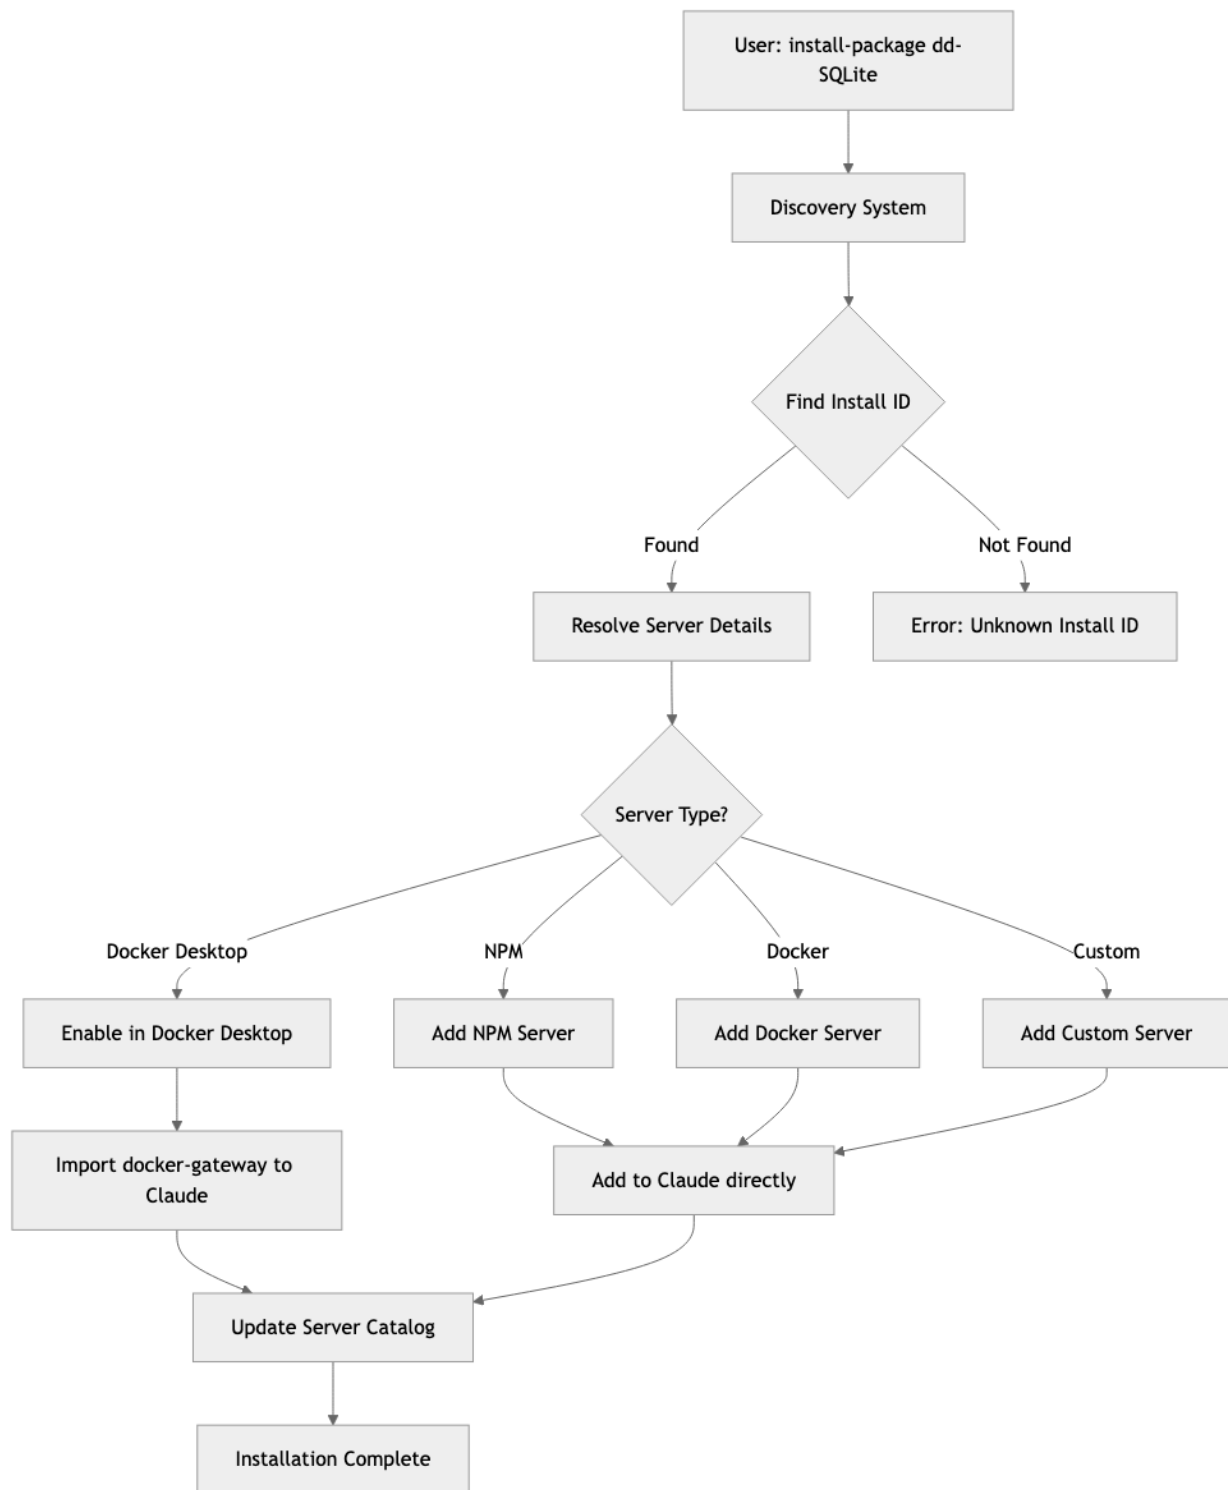 User: install-package dd-
SQLite
Discovery System
Find Install ID
Found
Not Found
Resolve Server Details
Error: Unknown Install ID
Server Type?
Docker Desktop
NPM
Docker
Custom
Enable in Docker Desktop
Add NPM Server
Add Docker Server
Add Custom Server
Import docker-gateway to
Claude
Add to Claude directly
Update Server Catalog
Installation Complete